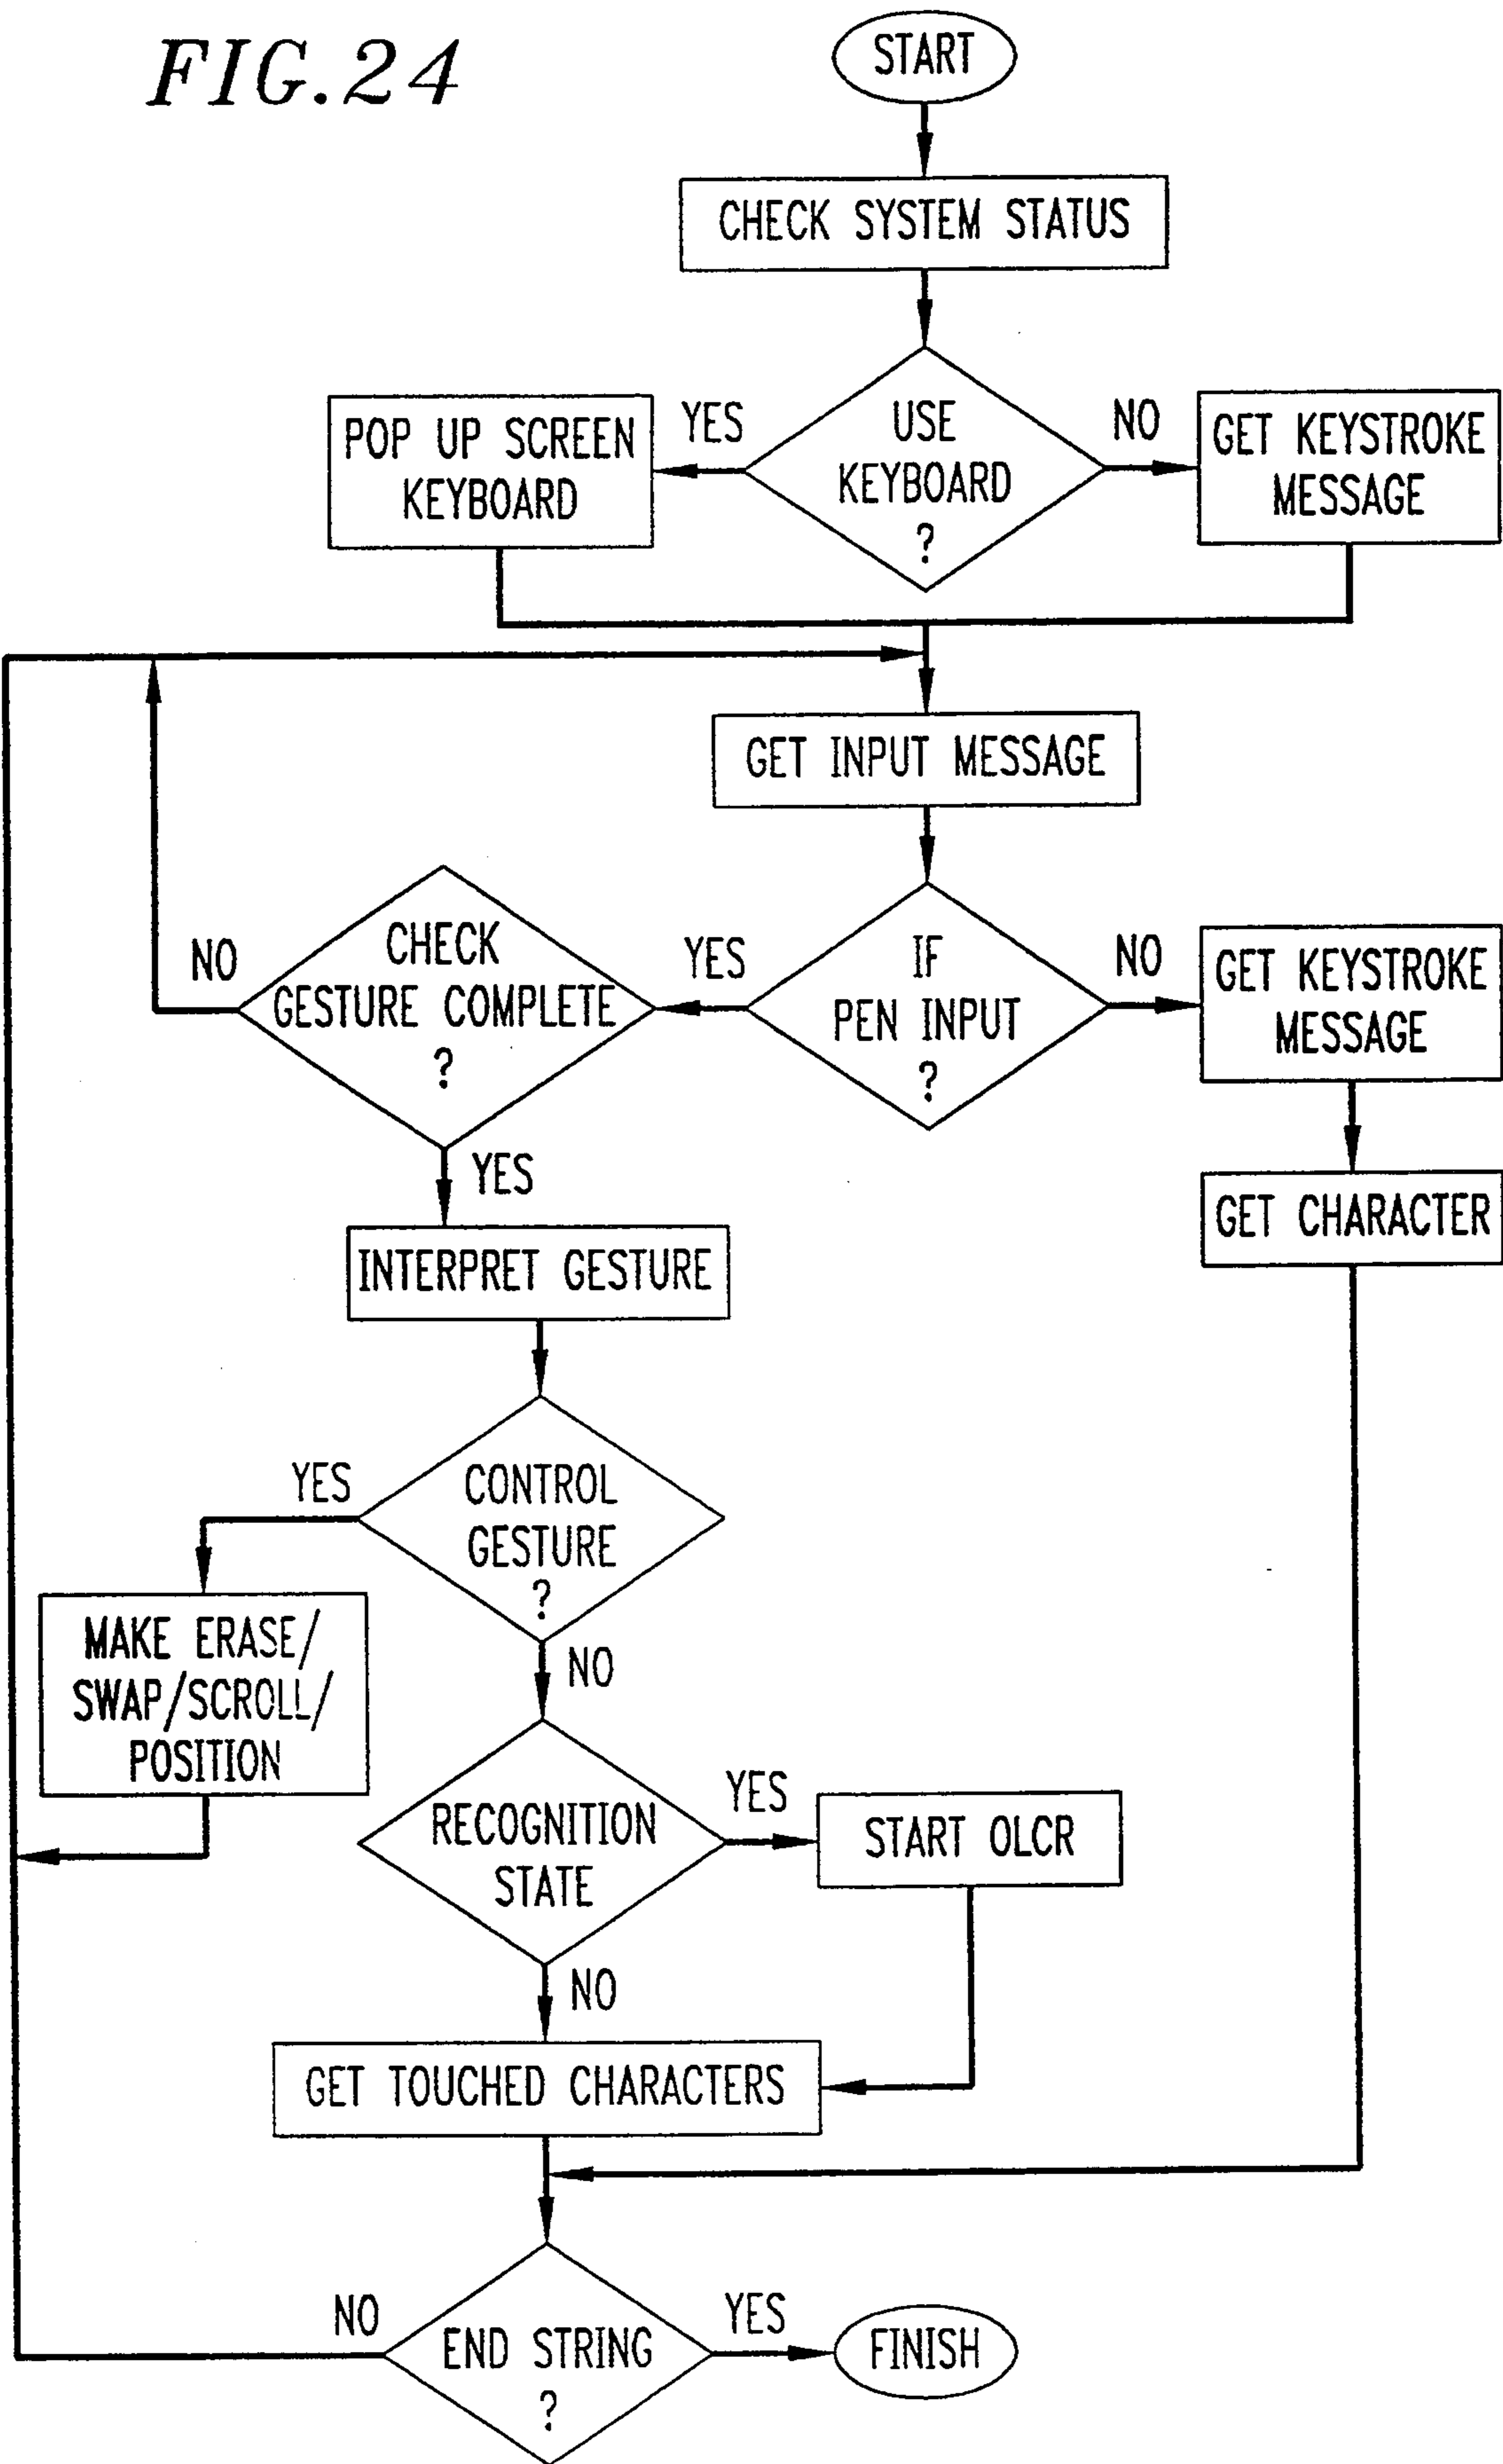 FIG.24
START
CHECK SYSTEM STATUS
USE
KEYBOARD
?
YES
NO
POP UP SCREEN
KEYBOARD
GET KEYSTROKE
MESSAGE
GET INPUT MESSAGE
IF
PEN INPUT
?
YES
NO
CHECK
GESTURE COMPLETE
?
NO
YES
GET KEYSTROKE
MESSAGE
GET CHARACTER
INTERPRET GESTURE
CONTROL
GESTURE
?
YES
NO
MAKE ERASE/
SWAP/SCROLL/
POSITION
RECOGNITION
STATE
YES
NO
START OLCR
GET TOUCHED CHARACTERS
END STRING
?
NO
YES
FINISH